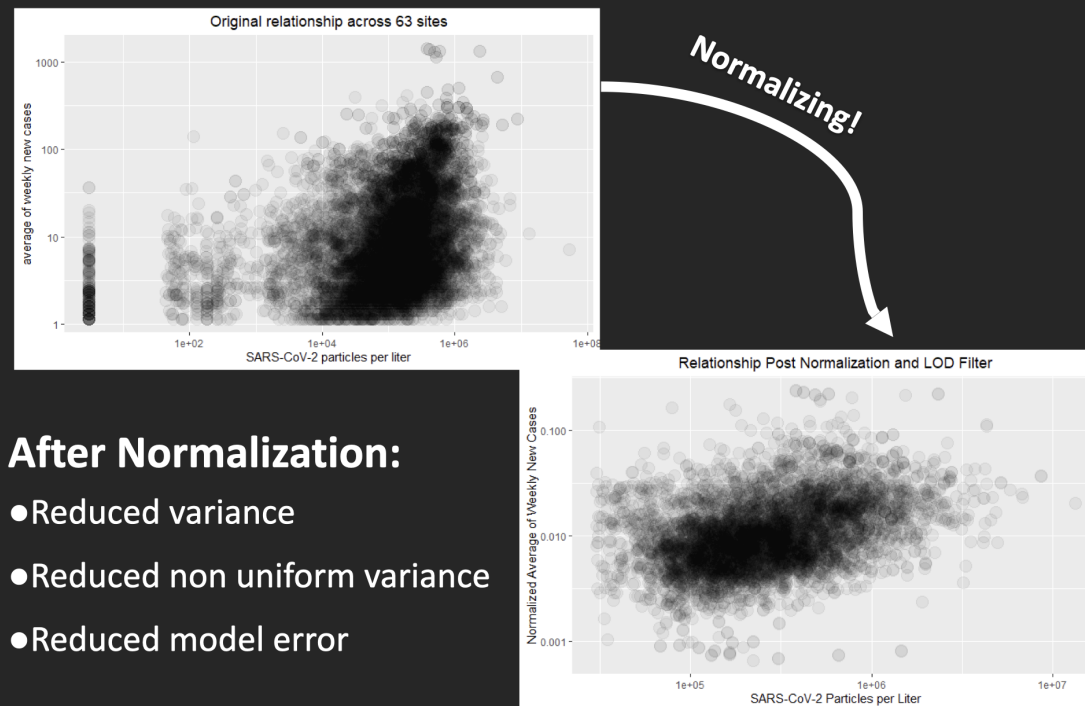 Original relationship across 63 sites
average of weekly new cases
1000
100
10
1
1e+02
1e+04
1e+06
1e+08
SARS-CoV-2 particles per liter
Normalizing!
After Normalization:
●Reduced variance
●Reduced non uniform variance
●Reduced model error
Relationship Post Normalization and LOD Filter
Normalized Average of Weekly New Cases
0.100
0.010
0.001
1e+05
1e+06
1e+07
SARS-CoV-2 Particles per Liter